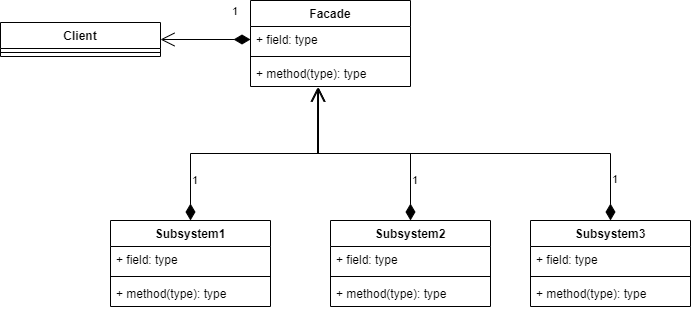 1
Facade
Client
+ field: type
+ method(type): type
1
1
1
Subsystem1
Subsystem2
Subsystem3
+ field: type
+ field: type
+ field: type
+ method(type): type
+ method(type): type
+ method(type): type